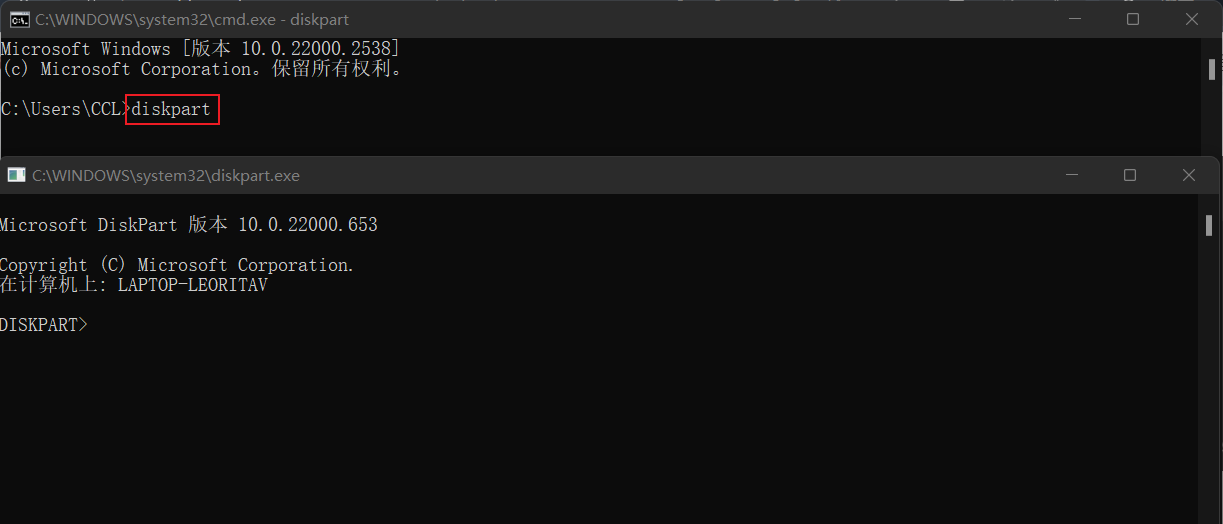 C:\WINDOWS\system32\cmd.exe - diskpart
Microsoft Windows [版本 10.0.22000.2538]
(c) Microsoft Corporation。保留所有权利。
C:\Users\CCL>diskpart
C:\WINDOWS\system32\diskpart.exe
Microsoft DiskPart 版本 10.0.22000.653
Copyright (C) Microsoft Corporation.
在计算机上: LAPTOP-LEORITAV
DISKPART>